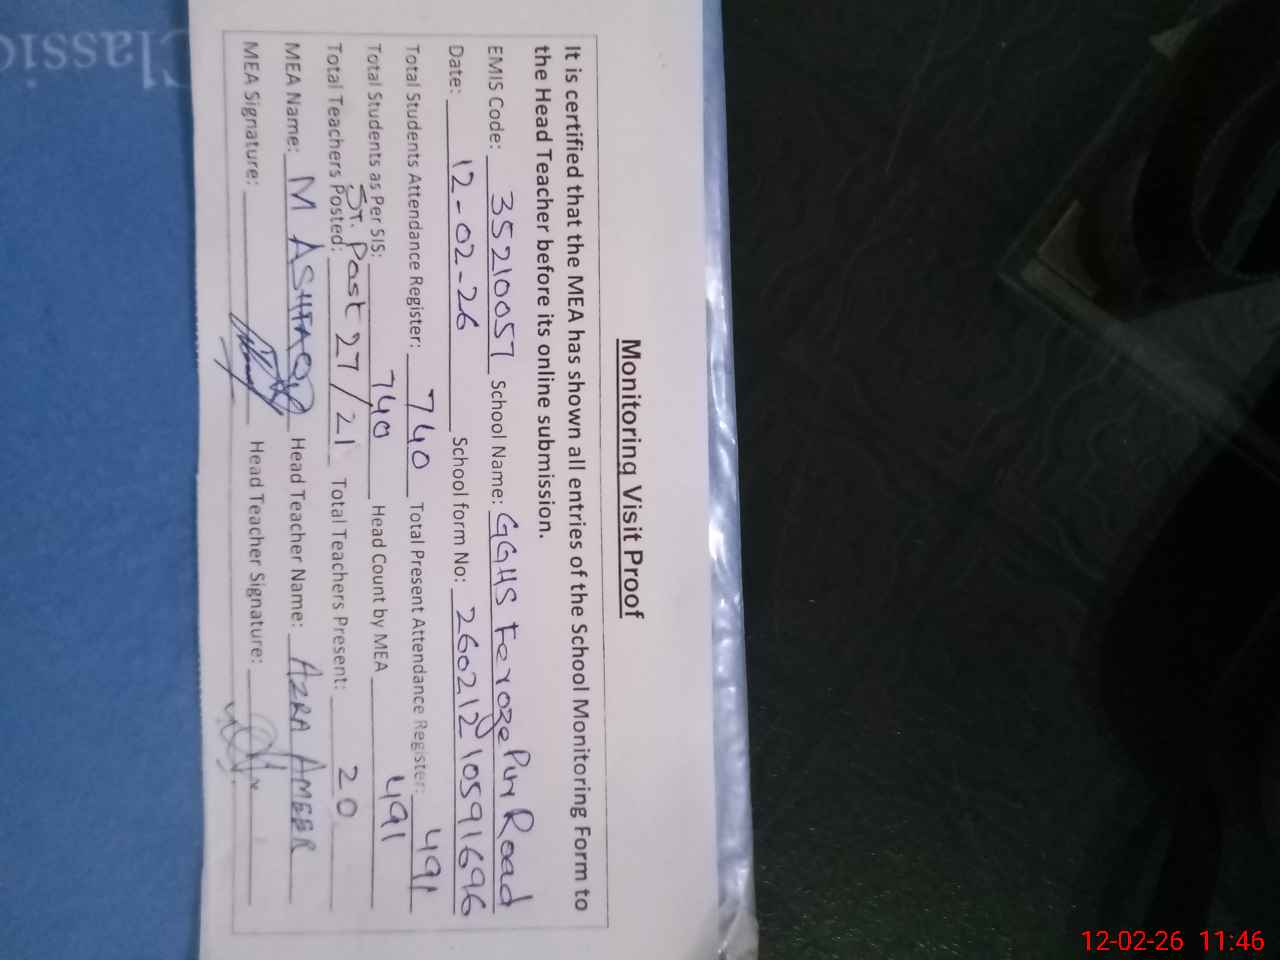 Classic
Monitoring Visit Proof
It is certified that the MEA has shown all entries of the School Monitoring Form to
the Head Teacher before its online submission.
EMIS Code: 35210057 School Name: GGHS Ferozepur Road
Date: 12-02-26 School form No: 26021210591696
Total Students Attendance Register: 740 Total Present Attendance Register: 491
Total Students as Per SIS: 740 Head Count by MEA 491
Total Teachers Posted: ST. Post 27/21 Total Teachers Present: 20
MEA Name: M ASHFAQ Head Teacher Name: AZRA AMEER
MEA Signature: Head Teacher Signature:
12-02-26 11:46